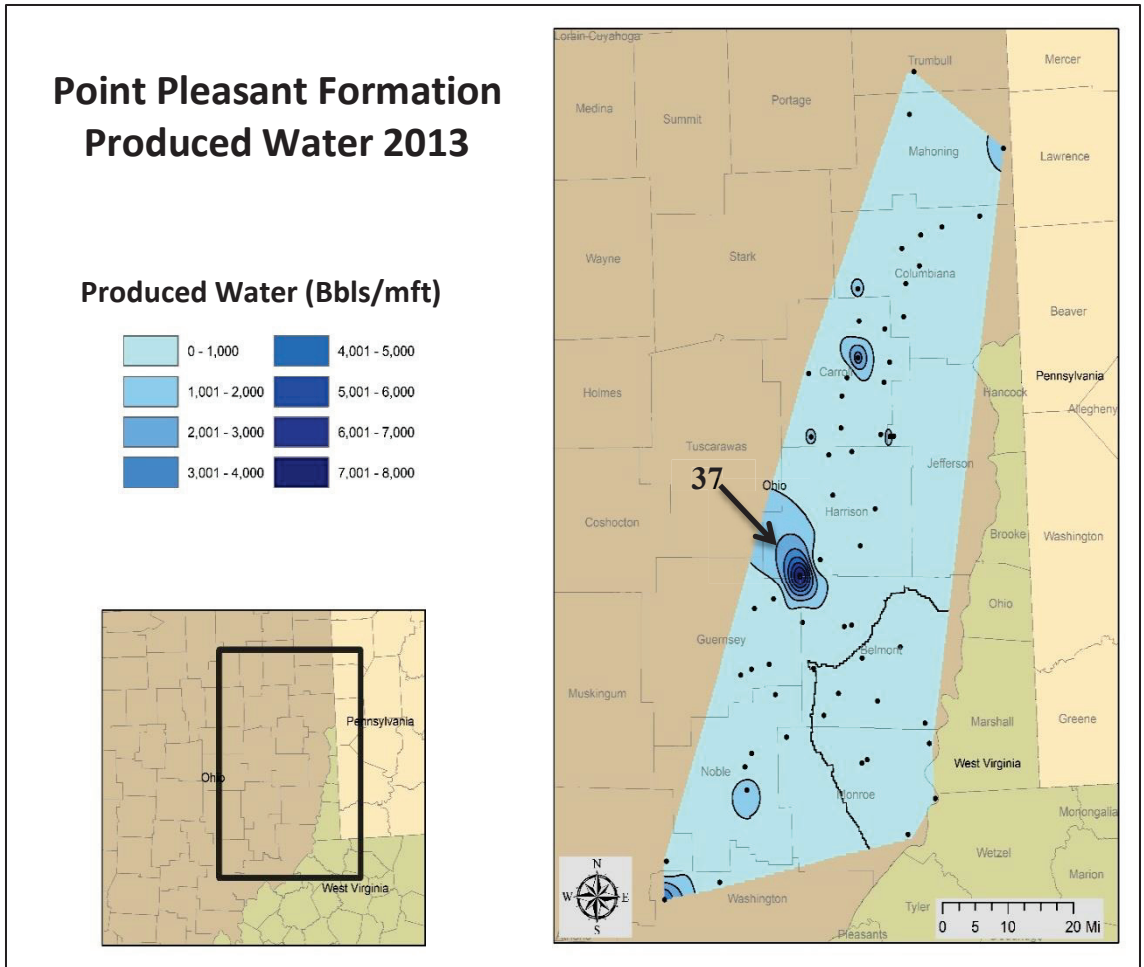 Point Pleasant Formation
Produced Water 2013
Produced Water (Bbls/mft)
0 - 1,000
4,001 - 5,000
1,001 - 2,000
5,001 - 6,000
2,001 - 3,000
6,001 - 7,000
3,001 - 4,000
7,001 - 8,000
Pennsylvania
Ohio
West Virginia
Lorain Cuyahoga
Trumbull
Mercer
Medina
Portage
Summit
Mahoning
Lawrence
Wayne
Stark
Columbiana
Beaver
Carroll
Pennsylvania
Holmes
Hancock
Allegheny
Tuscarawas
Jefferson
37
Ohio
Harrison
Coshocton
Brooke
Washington
Ohio
Guernsey
Belmont
Muskingum
Marshall
Greene
West Virginia
Noble
Monroe
Monongalia
Wetzel
Marion
N
W E
S
Washington
Tyler
0 5 10 20 Mi
Pleasants